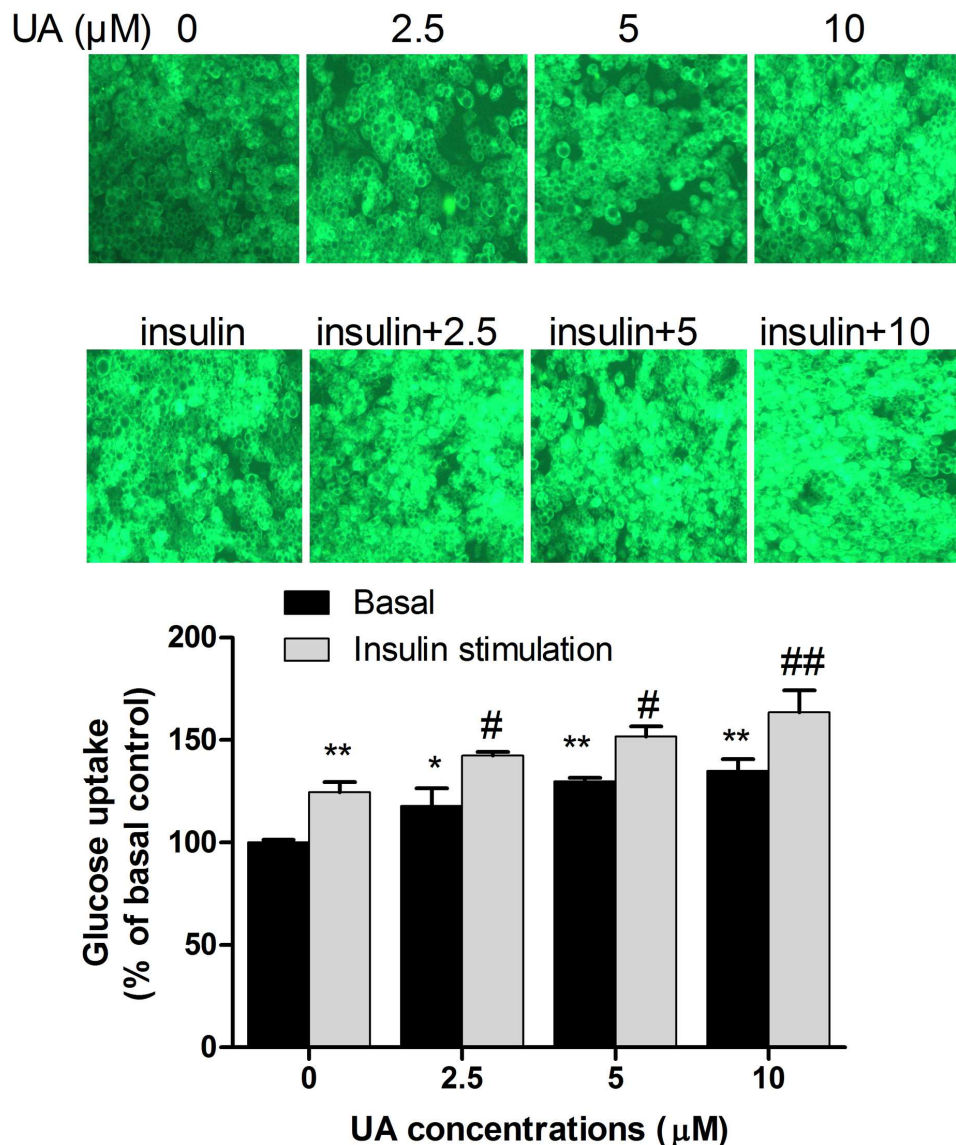 UA (μM) 0 2.5 5 10
insulin insulin+2.5 insulin+5 insulin+10
Basal
Insulin stimulation
Glucose uptake
(% of basal control)
200
150
100
50
0
** * # ** # ** ##
0 2.5 5 10
UA concentrations (μM)